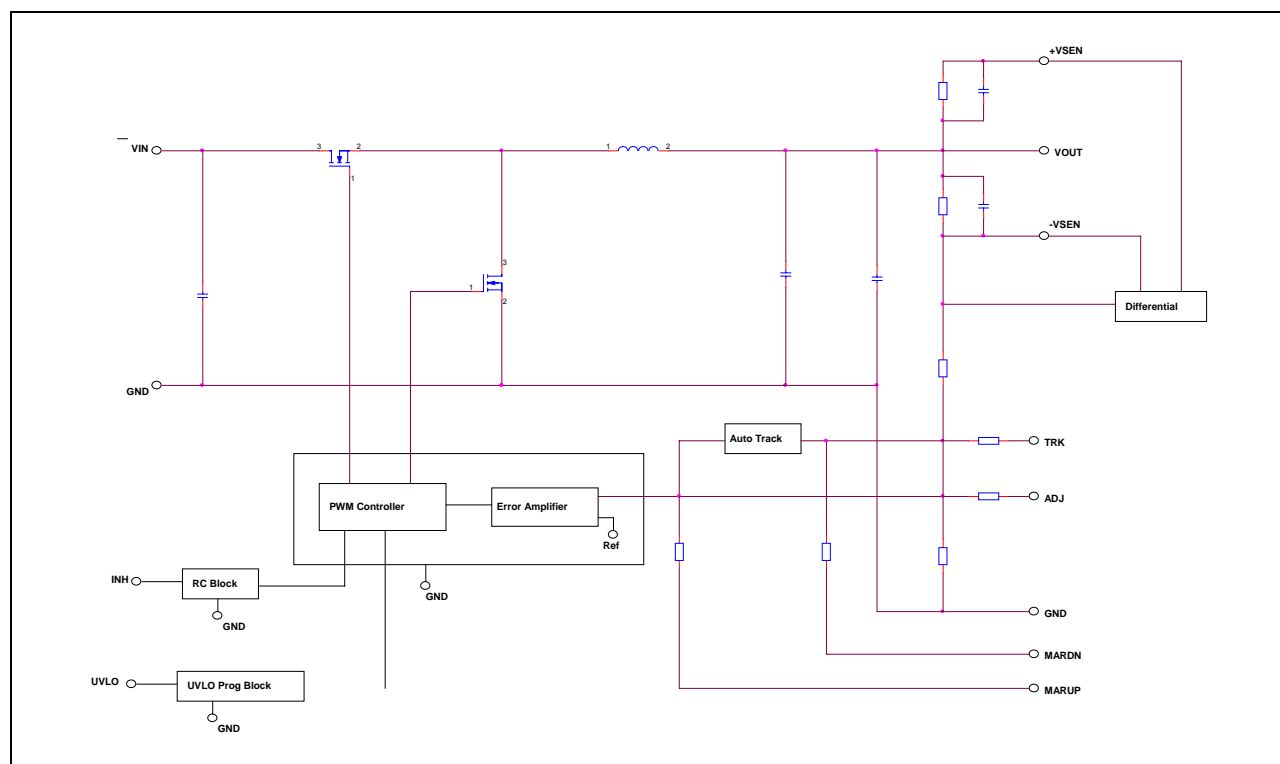 +VSEN
VIN
3
2
1
1
2
VOUT
-VSEN
3
1
2
Differential
GND
Auto Track
TRK
PWM Controller
Error Amplifier
ADJ
Ref
INH
RC Block
GND
GND
GND
MARDN
UVLO
UVLO Prog Block
MARUP
GND